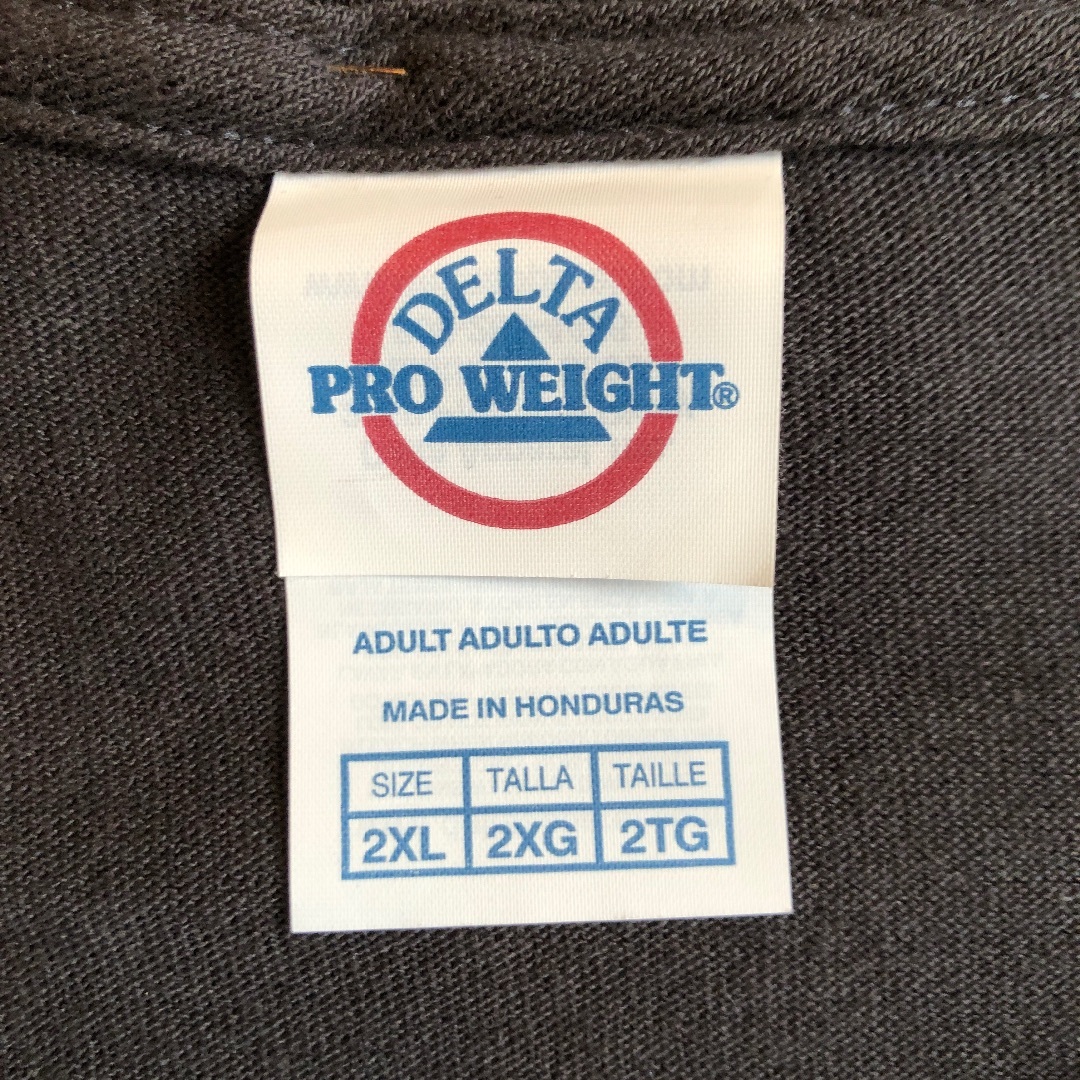 DELTA
PRO WEIGHT®
ADULT ADULTO ADULTE
MADE IN HONDURAS
SIZE TALLA TAILLE
2XL 2XG 2TG